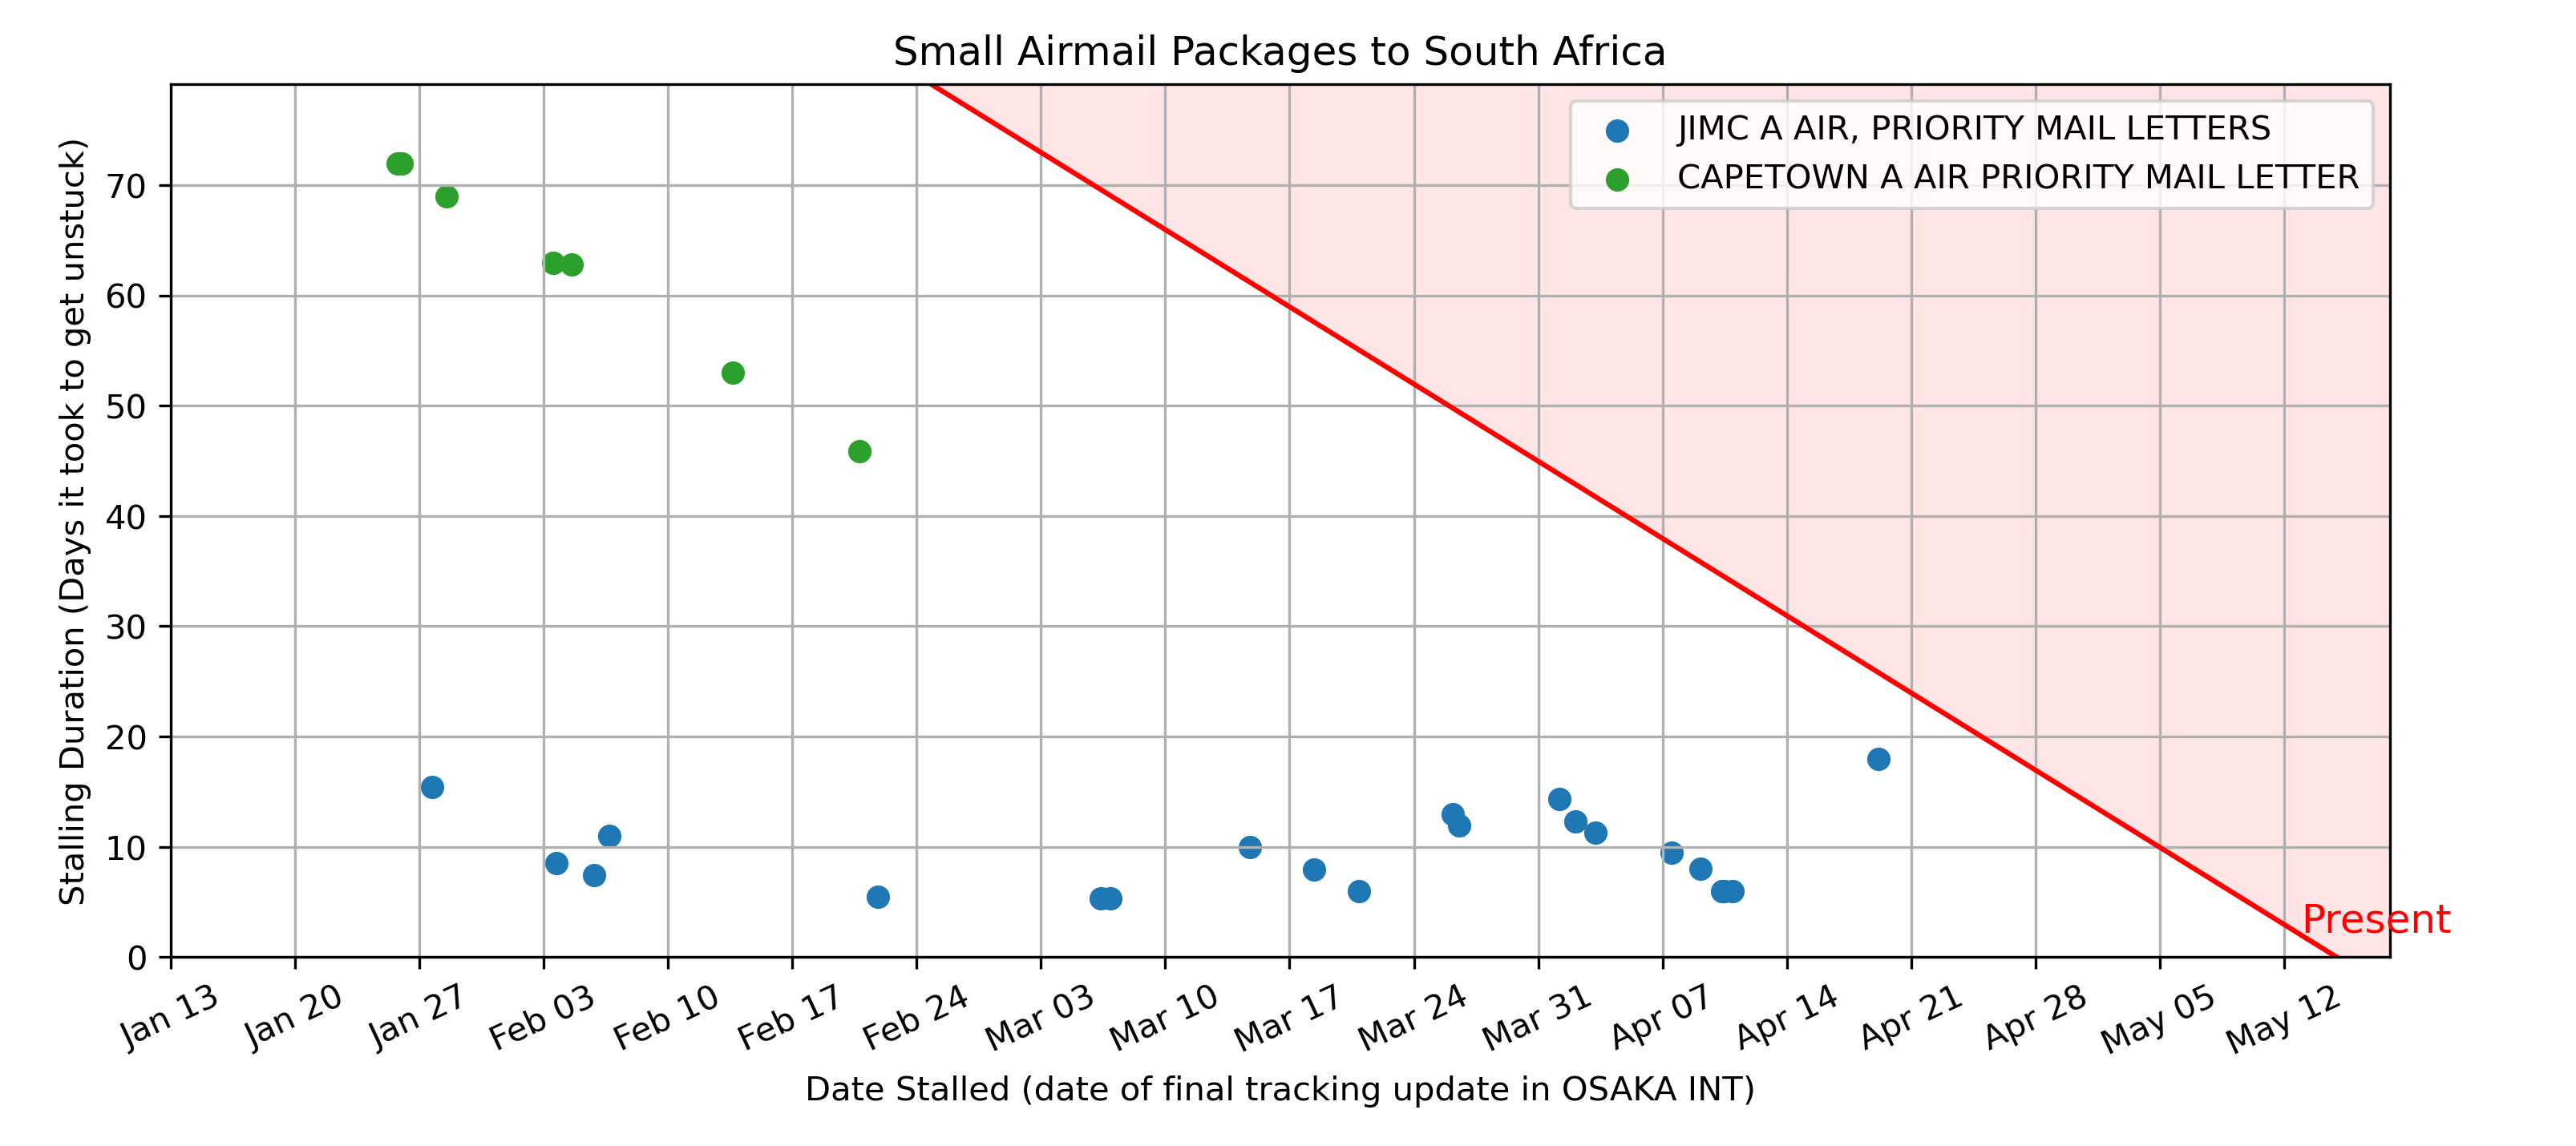 Small Airmail Packages to South Africa
JIMC A AIR, PRIORITY MAIL LETTERS
CAPETOWN A AIR PRIORITY MAIL LETTER
Stalling Duration (Days it took to get unstuck)
70
60
50
40
30
20
10
0
Present
Jan 13
Jan 20
Jan 27
Feb 03
Feb 10
Feb 17
Feb 24
Mar 03
Mar 10
Mar 17
Mar 24
Mar 31
Apr 07
Apr 14
Apr 21
Apr 28
May 05
May 12
Date Stalled (date of final tracking update in OSAKA INT)